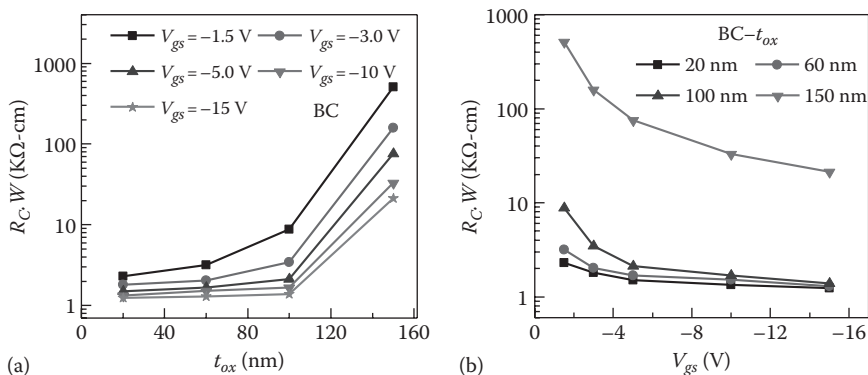 V_gs = −1.5 V
V_gs = −3.0 V
V_gs = −5.0 V
V_gs = −10 V
V_gs = −15 V
BC
1000
100
10
1
R_C.W (KΩ-cm)
0 40 80 120 160
t_ox (nm)
(a)
BC−t_ox
20 nm
60 nm
100 nm
150 nm
1000
100
10
1
R_C.W (KΩ-cm)
0 −4 −8 −12 −16
V_gs (V)
(b)